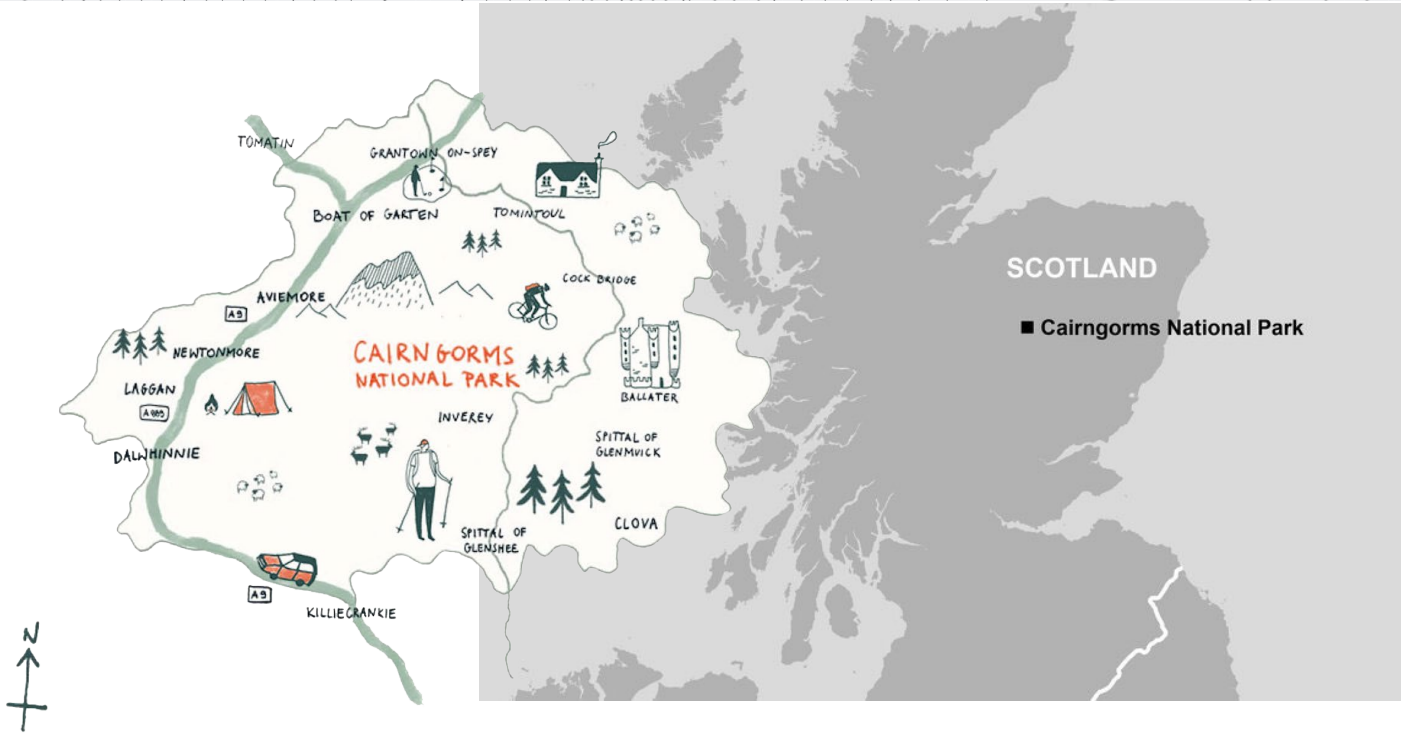 TOMATIN
GRANTOWN ON-SPEY
BOAT OF GARTEN
TOMINTOUL
COCK BRIDGE
AVIEMORE
A9
NEWTONMORE
CAIRNGORMS
NATIONAL PARK
LAGGAN
BALLATER
INVEREY
DALWHINNIE
SPITTAL OF
GLENMUICK
CLOVA
SPITTAL OF
GLENSHEE
A9
KILLIECRANKIE
N
SCOTLAND
Cairngorms National Park